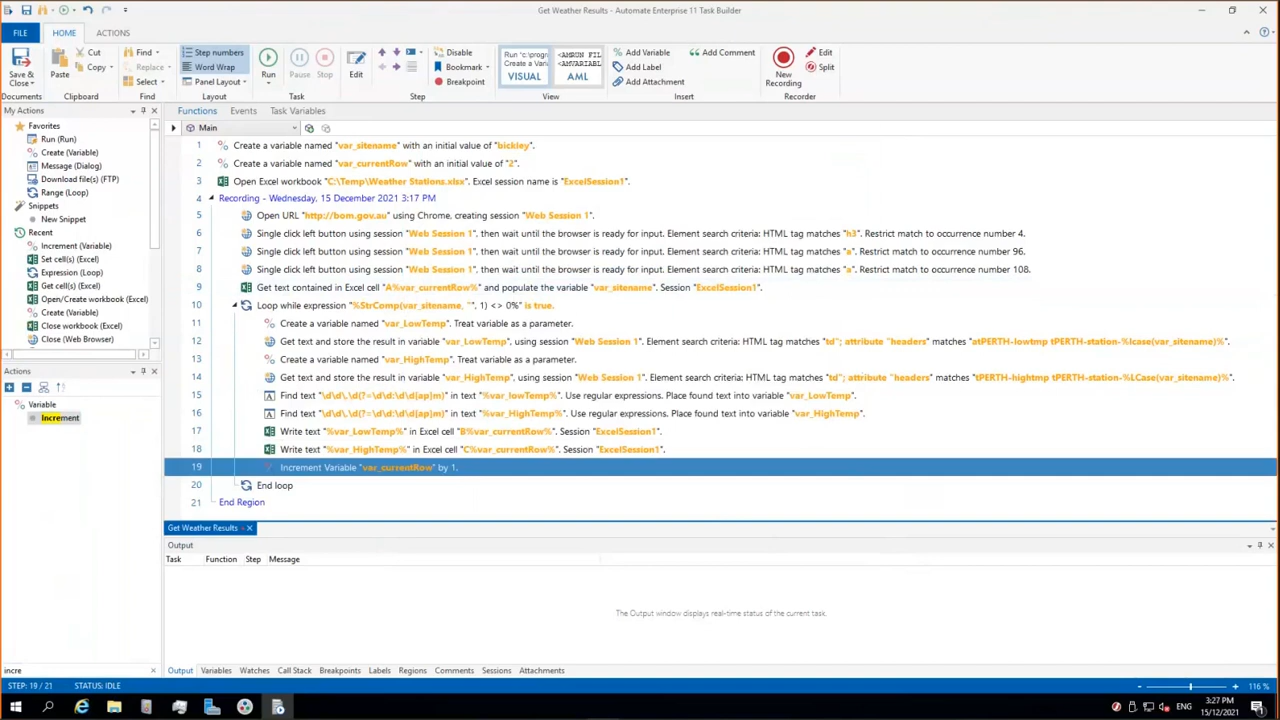 Get Weather Results - Automate Enterprise 11 Task Builder
FILE HOME ACTIONS
Save & Close Paste Cut Copy Find Replace Select Step numbers Word Wrap Panel Layout Run Pause Stop Edit Disable Bookmark Breakpoint
Run 'c:\progr
Create a Vari
VISUAL
<AMRUN FIL
<AMVARIABL
AML
Add Variable Add Comment
Add Label
Add Attachment
New Recording Edit Split
Documents Clipboard Find Layout Task Step View Insert Recorder
My Actions
Favorites
Run (Run)
Create (Variable)
Message (Dialog)
Download file(s) (FTP)
Range (Loop)
Snippets
New Snippet
Recent
Increment (Variable)
Set cell(s) (Excel)
Expression (Loop)
Get cell(s) (Excel)
Open/Create workbook (Excel)
Create (Variable)
Close workbook (Excel)
Close (Web Browser)
Actions
Variable
Increment
incre
Functions Events Task Variables
Main
1 Create a variable named "var_sitename" with an initial value of "bickley".
2 Create a variable named "var_currentRow" with an initial value of "2".
3 Open Excel workbook "C:\Temp\Weather Stations.xlsx". Excel session name is "ExcelSession1".
4 Recording - Wednesday, 15 December 2021 3:17 PM
5 Open URL "http://bom.gov.au" using Chrome, creating session "Web Session 1".
6 Single click left button using session "Web Session 1", then wait until the browser is ready for input. Element search criteria: HTML tag matches "h3". Restrict match to occurrence number 4.
7 Single click left button using session "Web Session 1", then wait until the browser is ready for input. Element search criteria: HTML tag matches "a". Restrict match to occurrence number 96.
8 Single click left button using session "Web Session 1", then wait until the browser is ready for input. Element search criteria: HTML tag matches "a". Restrict match to occurrence number 108.
9 Get text contained in Excel cell "A%var_currentRow%" and populate the variable "var_sitename". Session "ExcelSession1".
10 Loop while expression "%StrComp(var_sitename, "", 1) <> 0%" is true.
11 Create a variable named "var_LowTemp". Treat variable as a parameter.
12 Get text and store the result in variable "var_LowTemp", using session "Web Session 1". Element search criteria: HTML tag matches "td"; attribute "headers" matches "atPERTH-lowtmp tPERTH-station-%lcase(var_sitename)%".
13 Create a variable named "var_HighTemp". Treat variable as a parameter.
14 Get text and store the result in variable "var_HighTemp", using session "Web Session 1". Element search criteria: HTML tag matches "td"; attribute "headers" matches "tPERTH-hightmp tPERTH-station-%LCase(var_sitename)%".
15 Find text "\d\d\.\d(?=\d\d:\d\d(ap)m)" in text "%var_lowTemp%". Use regular expressions. Place found text into variable "var_LowTemp".
16 Find text "\d\d\.\d(?=\d\d:\d\d(ap)m)" in text "%var_HighTemp%". Use regular expressions. Place found text into variable "var_HighTemp".
17 Write text "%var_LowTemp%" in Excel cell "B%var_currentRow%". Session "ExcelSession1".
18 Write text "%var_HighTemp%" in Excel cell "C%var_currentRow%". Session "ExcelSession1".
19 Increment Variable "var_currentRow" by 1.
20 End loop
21 End Region
Get Weather Results
Output
Task Function Step Message
The Output window displays real-time status of the current task.
Output Variables Watches Call Stack Breakpoints Labels Regions Comments Sessions Attachments
STEP: 19 / 21 STATUS: IDLE 116 %
ENG 3:27 PM
15/12/2021